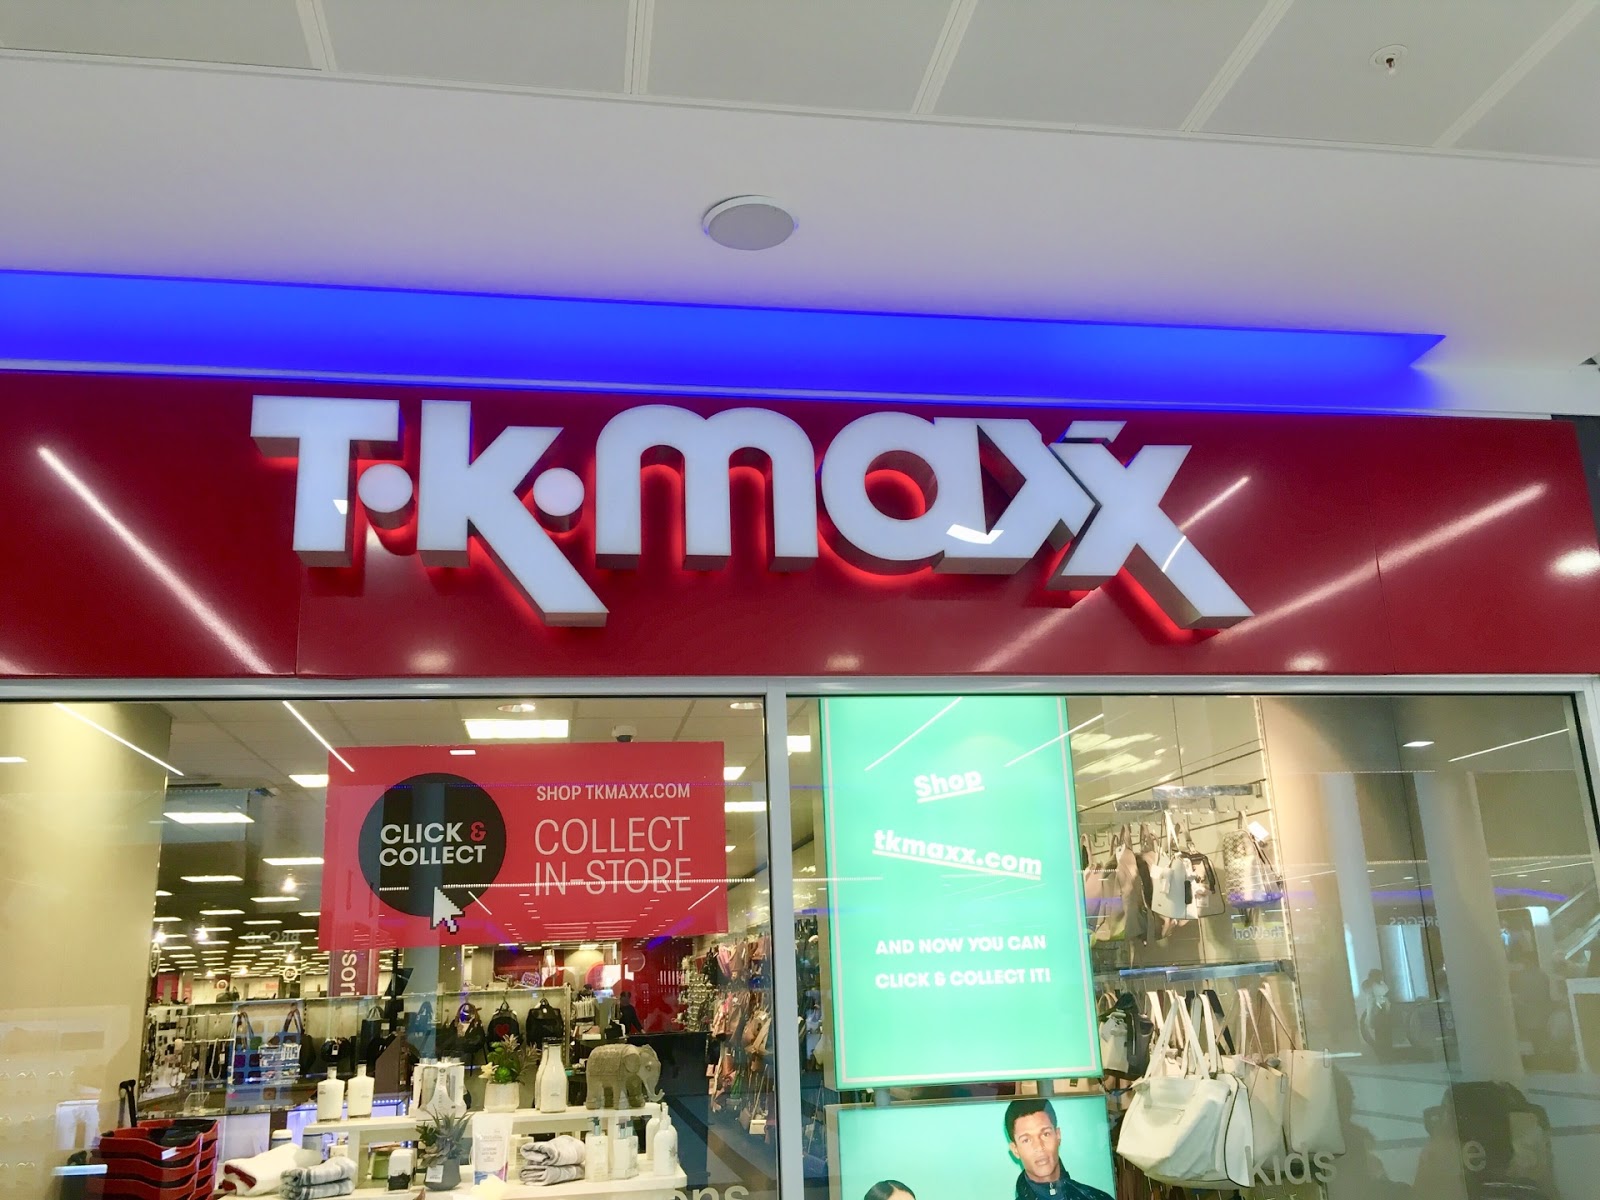 T.K.maxx
CLICK &
COLLECT
SHOP TKMAXX.COM
COLLECT
IN-STORE
Shop
tkmaxx.com
AND NOW YOU CAN
CLICK & COLLECT IT!
GREGGS
kids